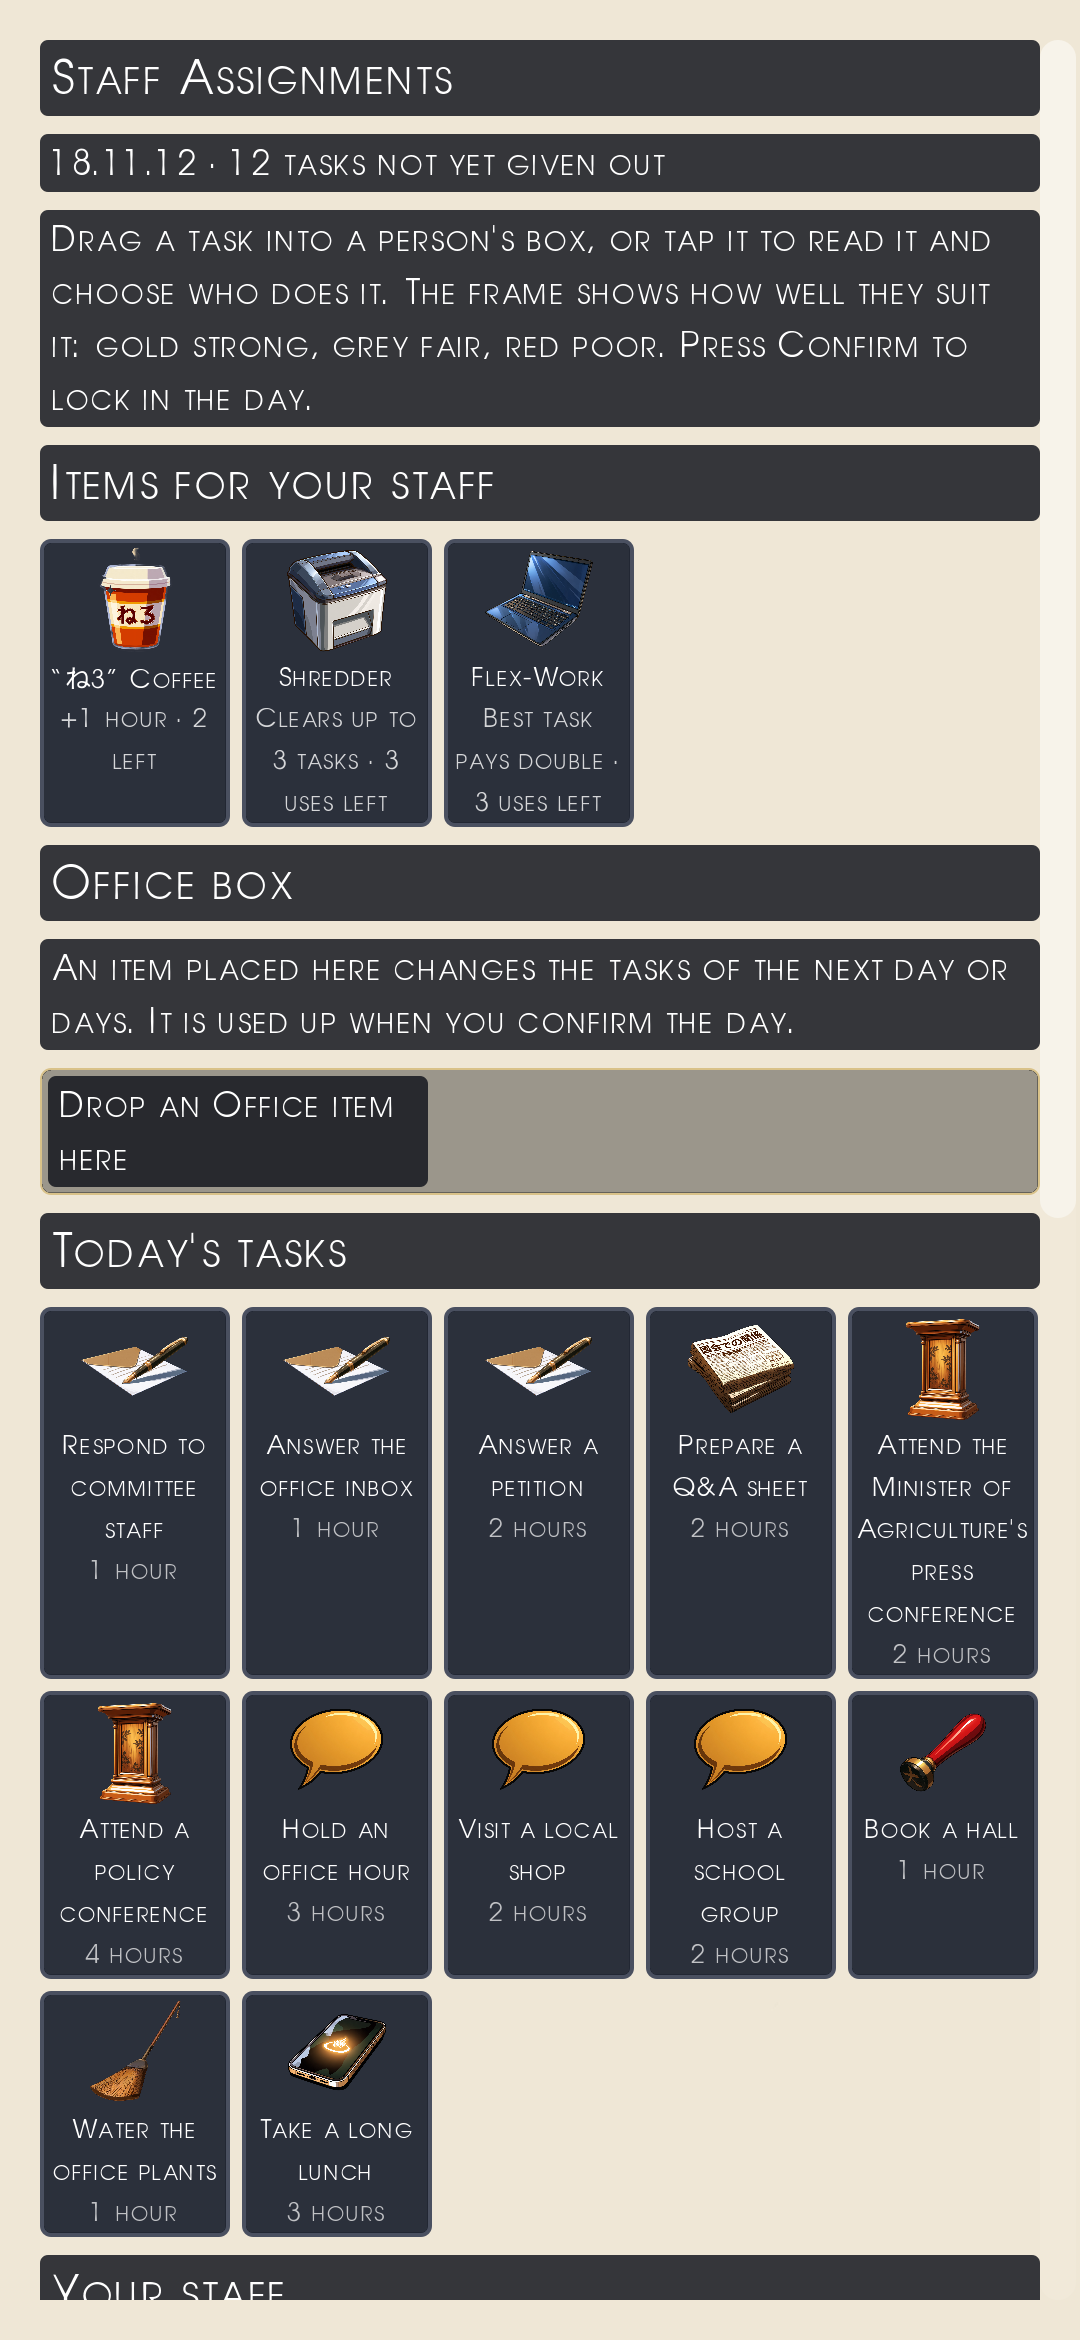 Staff Assignments
18.11.12 · 12 tasks not yet given out
Drag a task into a person's box, or tap it to read it and
choose who does it. The frame shows how well they suit
it: gold strong, grey fair, red poor. Press Confirm to
lock in the day.
Items for your staff
ねろ
“ね3” Coffee
+1 hour · 2
left
Shredder
Clears up to
3 tasks · 3
uses left
Flex-Work
Best task
pays double ·
3 uses left
Office box
An item placed here changes the tasks of the next day or
days. It is used up when you confirm the day.
Drop an Office item
here
Today's tasks
Respond to
committee
staff
1 hour
Answer the
office inbox
1 hour
Answer a
petition
2 hours
Prepare a
Q&A sheet
2 hours
Attend the
Minister of
Agriculture's
press
conference
2 hours
Attend a
policy
conference
4 hours
Hold an
office hour
3 hours
Visit a local
shop
2 hours
Host a
school
group
2 hours
Book a hall
1 hour
Water the
office plants
1 hour
Take a long
lunch
3 hours
Your staff